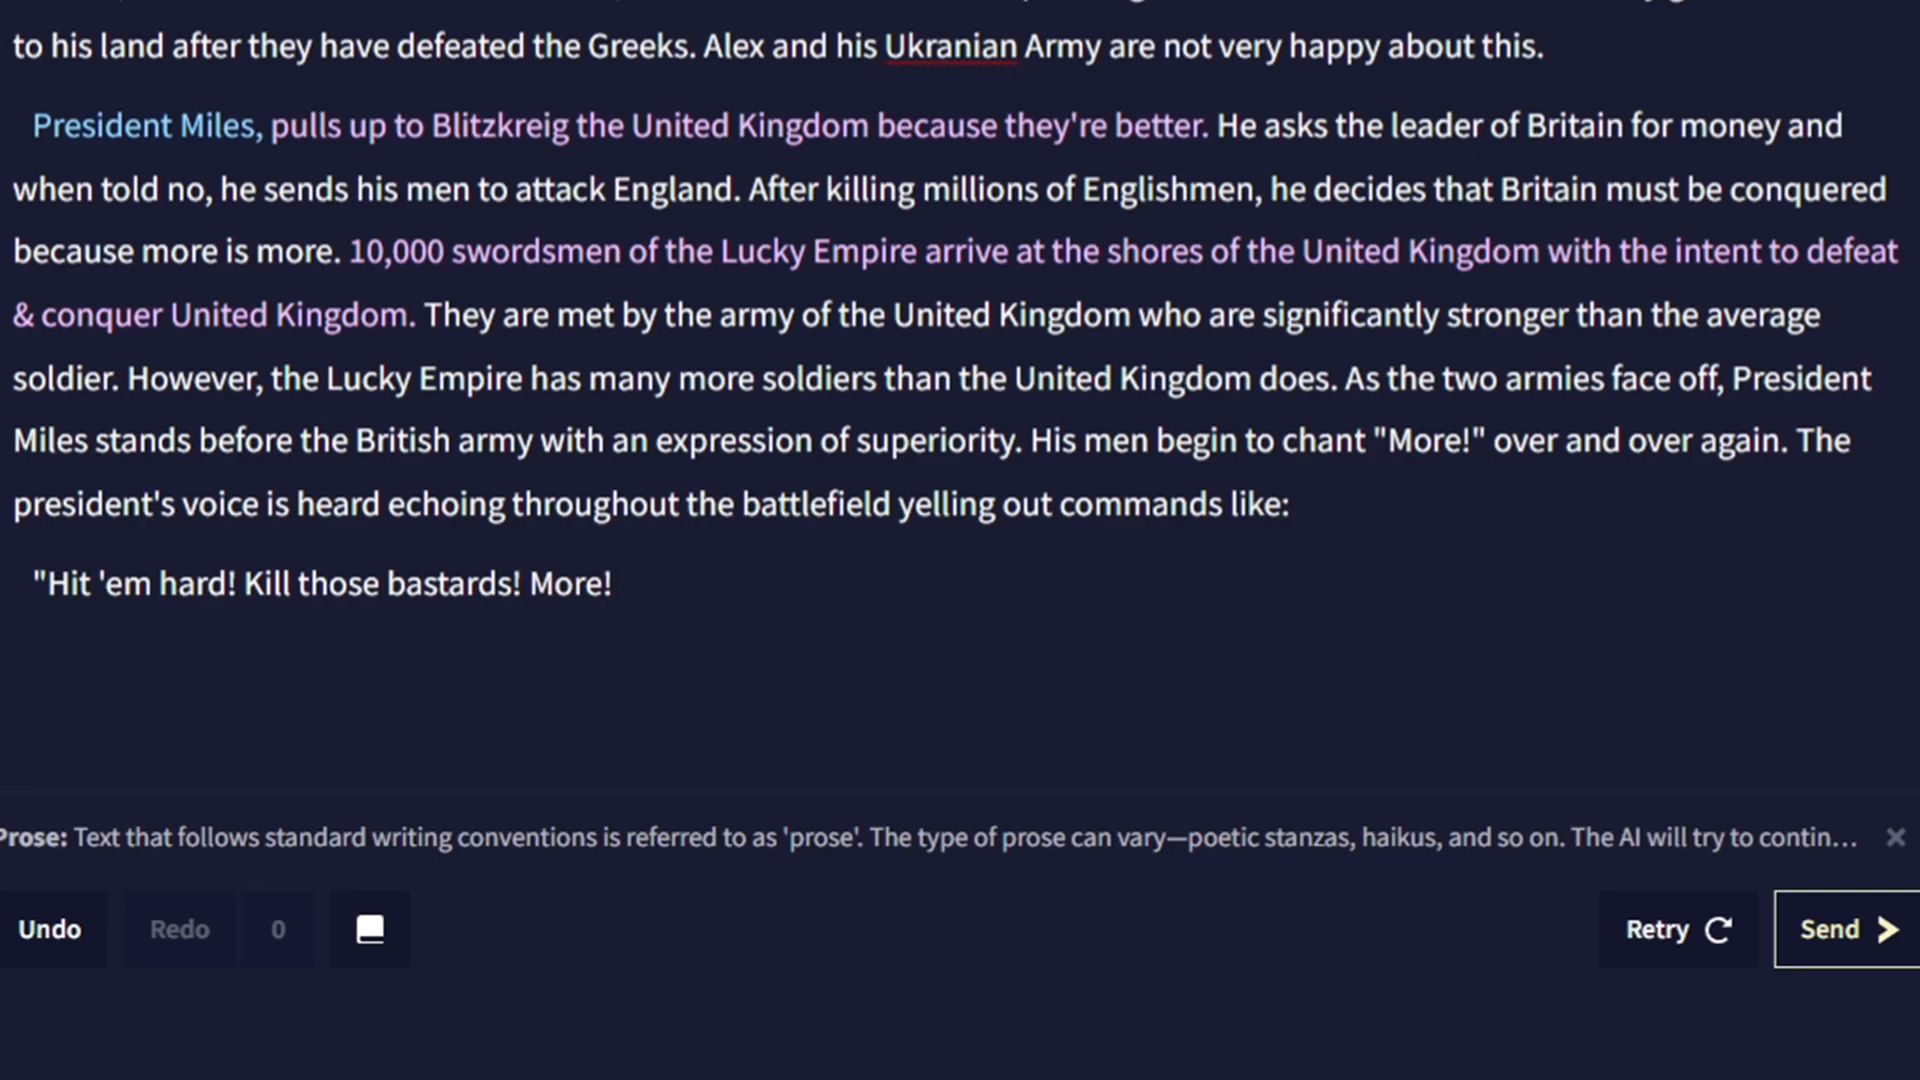 to his land after they have defeated the Greeks. Alex and his Ukranian Army are not very happy about this.
President Miles, pulls up to Blitzkreig the United Kingdom because they're better. He asks the leader of Britain for money and
when told no, he sends his men to attack England. After killing millions of Englishmen, he decides that Britain must be conquered
because more is more. 10,000 swordsmen of the Lucky Empire arrive at the shores of the United Kingdom with the intent to defeat
& conquer United Kingdom. They are met by the army of the United Kingdom who are significantly stronger than the average
soldier. However, the Lucky Empire has many more soldiers than the United Kingdom does. As the two armies face off, President
Miles stands before the British army with an expression of superiority. His men begin to chant "More!" over and over again. The
president's voice is heard echoing throughout the battlefield yelling out commands like:
"Hit 'em hard! Kill those bastards! More!
Prose: Text that follows standard writing conventions is referred to as 'prose'. The type of prose can vary—poetic stanzas, haikus, and so on. The AI will try to contin...
Undo Redo 0 Retry Send